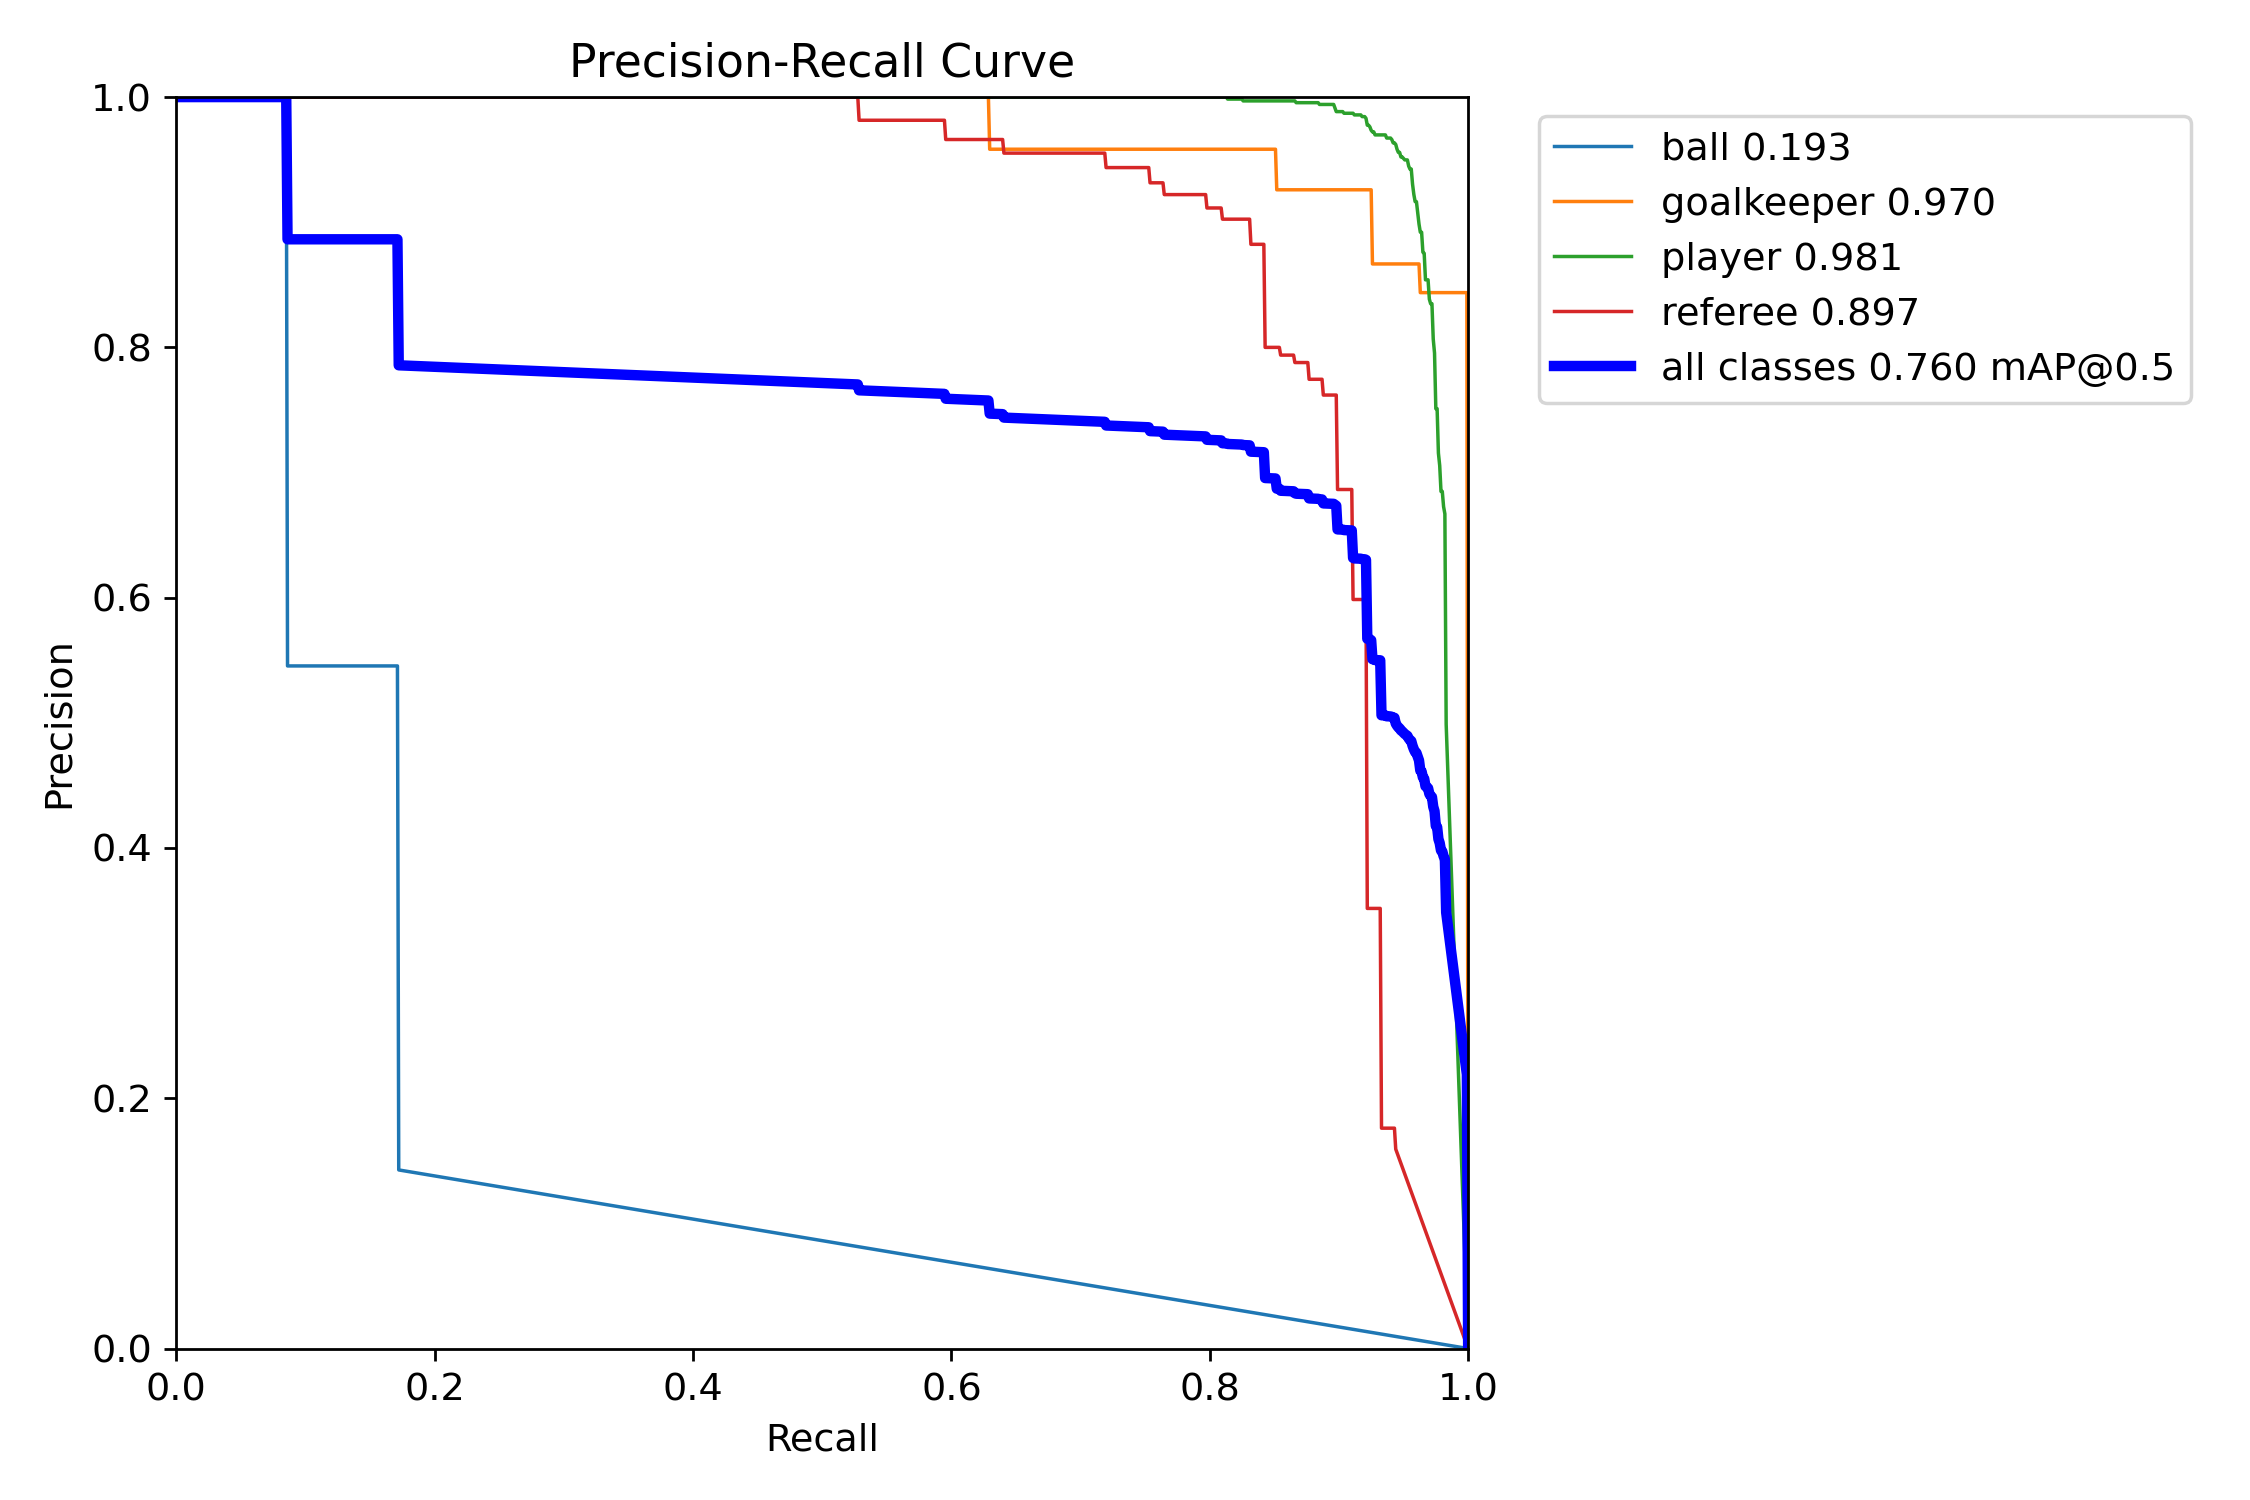 Precision-Recall Curve
1.0
0.8
0.6
0.4
0.2
0.0
Precision
0.0 0.2 0.4 0.6 0.8 1.0
Recall
ball 0.193
goalkeeper 0.970
player 0.981
referee 0.897
all classes 0.760 mAP@0.5